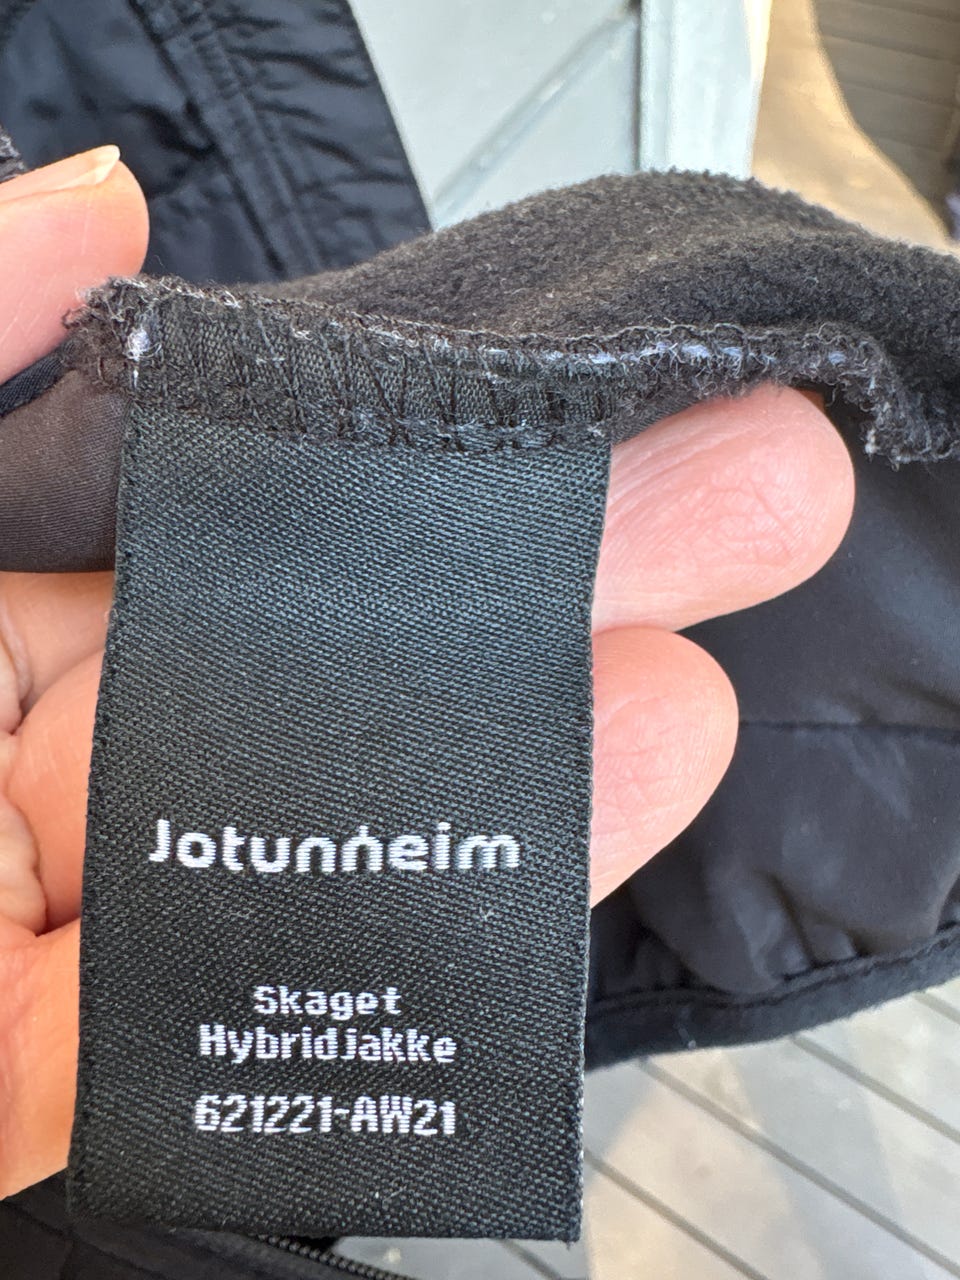 Jotunheim
Skaget
Hybridjakke
621221-AW21